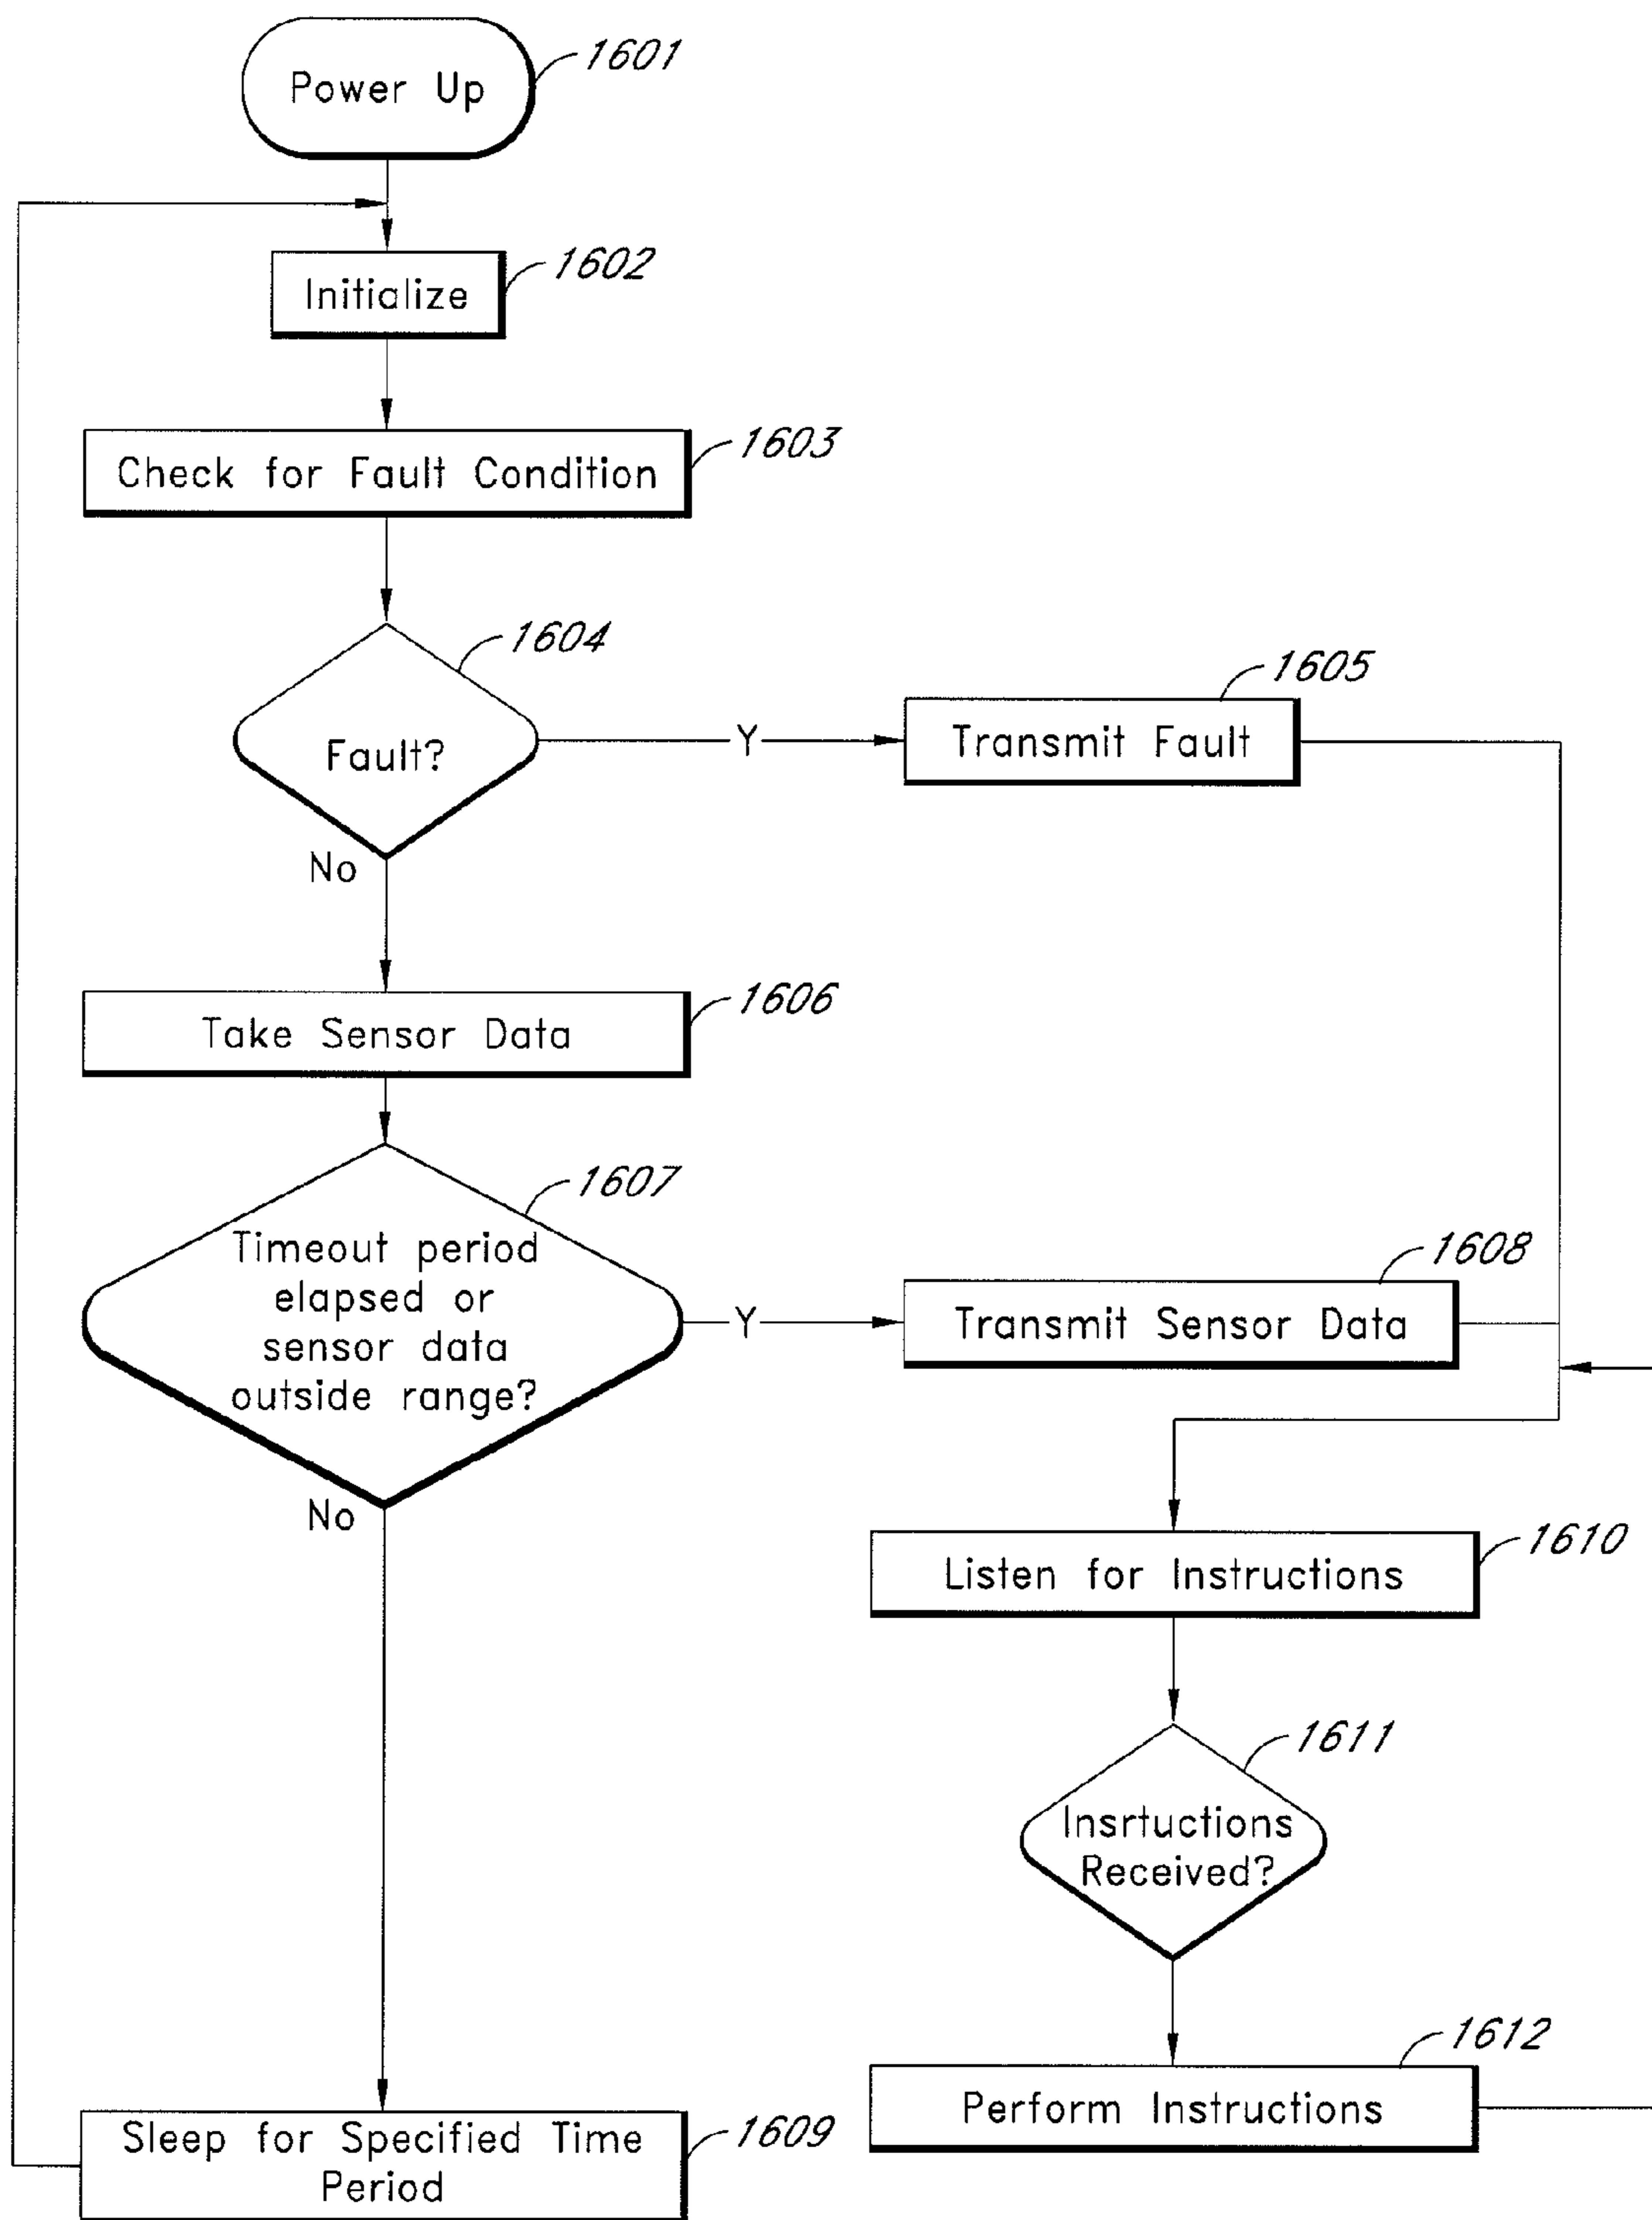 Power Up
1601
Initialize
1602
Check for Fault Condition
1603
1604
Fault?
Y
No
Transmit Fault
1605
Take Sensor Data
1606
1607
Timeout period
elapsed or
sensor data
outside range?
Y
No
Transmit Sensor Data
1608
Listen for Instructions
1610
1611
Insrtuctions
Received?
1612
Perform Instructions
Sleep for Specified Time
Period
1609